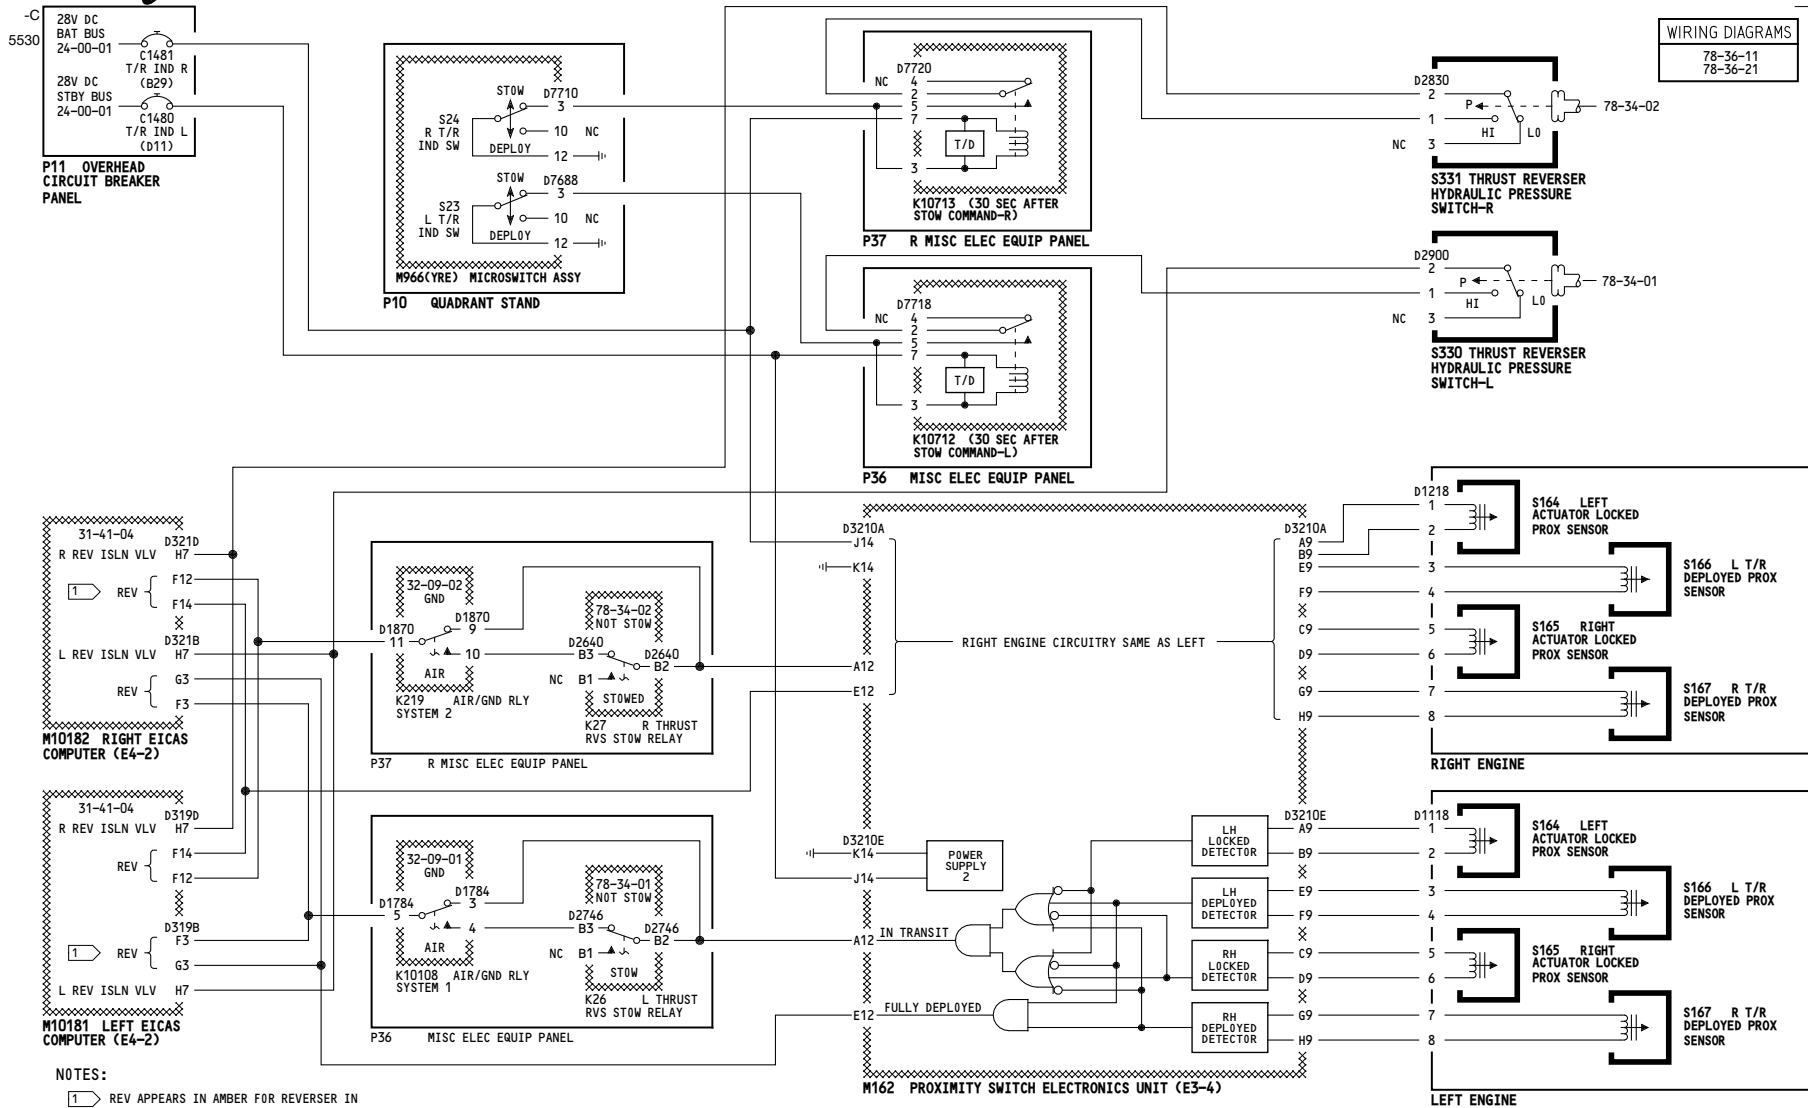 -C
5530
28V DC
BAT BUS
24-00-01
C1481
T/R IND R
(B29)
28V DC
STBY BUS
24-00-01
C1480
T/R IND L
(D11)
P11 OVERHEAD
CIRCUIT BREAKER
PANEL
STOW
D7710
3
S24
R T/R
IND SW
10 NC
DEPLOY
12
STOW
D7688
3
S23
L T/R
IND SW
10 NC
DEPLOY
12
M966(YRE) MICROSWITCH ASSY
P10 QUADRANT STAND
D7720
NC 4
2
5
7
T/D
3
K10713 (30 SEC AFTER
STOW COMMAND-R)
P37 R MISC ELEC EQUIP PANEL
D7718
NC 4
2
5
7
T/D
3
K10712 (30 SEC AFTER
STOW COMMAND-L)
P36 MISC ELEC EQUIP PANEL
WIRING DIAGRAMS
78-36-11
78-36-21
D2830
2
P
78-34-02
1
HI LO
NC 3
S331 THRUST REVERSER
HYDRAULIC PRESSURE
SWITCH-R
D2900
2
P
78-34-01
1
HI LO
NC 3
S330 THRUST REVERSER
HYDRAULIC PRESSURE
SWITCH-L
31-41-04
D321D
R REV ISLN VLV H7
F12
1 REV
F14
D321B
L REV ISLN VLV H7
G3
REV
F3
M10182 RIGHT EICAS
COMPUTER (E4-2)
31-41-04
D319D
R REV ISLN VLV H7
F14
REV
F12
D319B
F3
1 REV
G3
L REV ISLN VLV H7
M10181 LEFT EICAS
COMPUTER (E4-2)
32-09-02
GND
D1870
11
D1870
9
10
AIR
K219 AIR/GND RLY
SYSTEM 2
78-34-02
NOT STOW
D2640
B3
D2640
B2
NC B1
STOWED
K27 R THRUST
RVS STOW RELAY
P37 R MISC ELEC EQUIP PANEL
32-09-01
GND
D1784
5
D1784
3
4
AIR
K10108 AIR/GND RLY
SYSTEM 1
78-34-01
NOT STOW
D2746
B3
D2746
B2
NC B1
STOW
K26 L THRUST
RVS STOW RELAY
P36 MISC ELEC EQUIP PANEL
D3210A
J14
K14
A12
E12
RIGHT ENGINE CIRCUITRY SAME AS LEFT
D3210A
A9
B9
E9
F9
C9
D9
G9
H9
D3210E
K14
J14
POWER
SUPPLY
2
A12 IN TRANSIT
E12 FULLY DEPLOYED
LH
LOCKED
DETECTOR
LH
DEPLOYED
DETECTOR
RH
LOCKED
DETECTOR
RH
DEPLOYED
DETECTOR
D3210E
A9
B9
E9
F9
C9
D9
G9
H9
M162 PROXIMITY SWITCH ELECTRONICS UNIT (E3-4)
D1218
1
2
3
4
5
6
7
8
S164 LEFT
ACTUATOR LOCKED
PROX SENSOR
S166 L T/R
DEPLOYED PROX
SENSOR
S165 RIGHT
ACTUATOR LOCKED
PROX SENSOR
S167 R T/R
DEPLOYED PROX
SENSOR
RIGHT ENGINE
D1118
1
2
3
4
5
6
7
8
S164 LEFT
ACTUATOR LOCKED
PROX SENSOR
S166 L T/R
DEPLOYED PROX
SENSOR
S165 RIGHT
ACTUATOR LOCKED
PROX SENSOR
S167 R T/R
DEPLOYED PROX
SENSOR
LEFT ENGINE
NOTES:
1 REV APPEARS IN AMBER FOR REVERSER IN